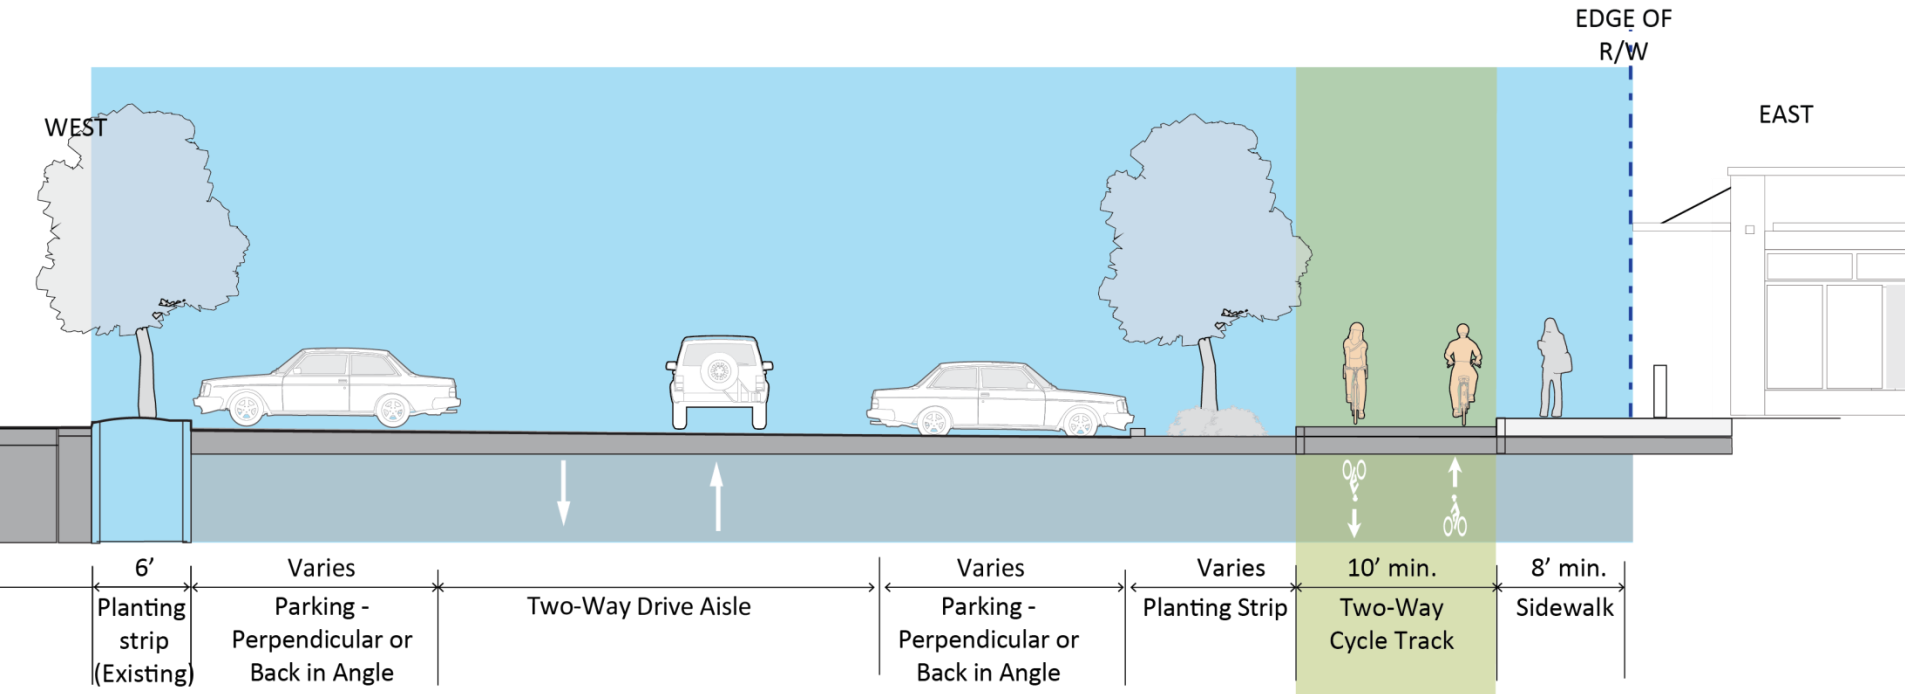 EDGE OF
R/W
WEST
EAST
6’
Planting
strip
(Existing)
Varies
Parking -
Perpendicular or
Back in Angle
Two-Way Drive Aisle
Varies
Parking -
Perpendicular or
Back in Angle
Varies
Planting Strip
10’ min.
Two-Way
Cycle Track
8’ min.
Sidewalk